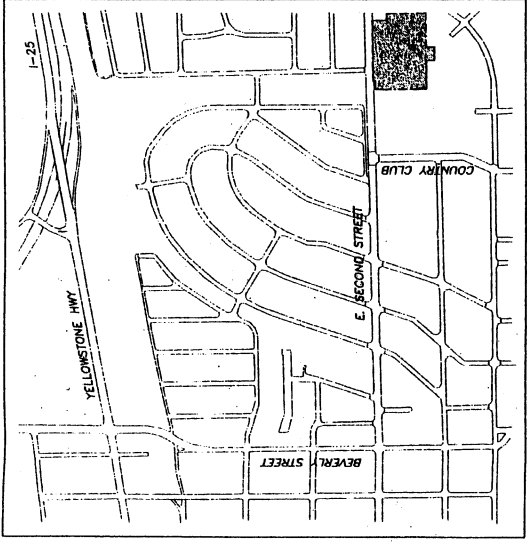 I-25
YELLOWSTONE HWY
COUNTRY CLUB
E. SECOND STREET
BEVERLY STREET